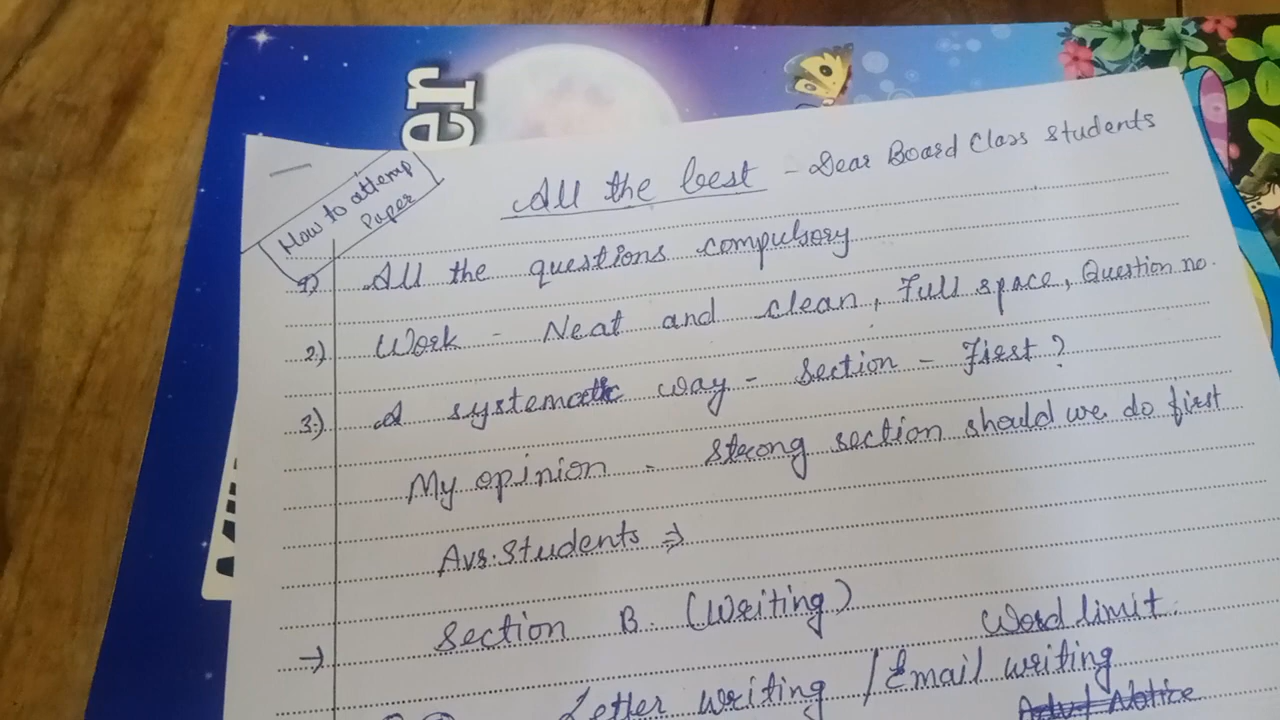 er
How to attemp
Paper
All the best - Dear Board Class students
1) All the questions compulsory
2.) Work - Neat and clean, Full space, Question no.
3.) A systematic way - Section - First ?
My opinion - Strong section should we do first
Avg. Students ⇒
→ Section B. (Writing)
Word limit.
Letter writing / Email writing
Advt Notice